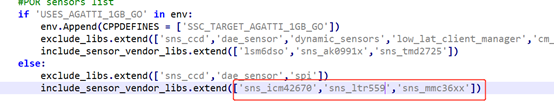 #POR sensors list
if 'USES_AGATTI_1GB_GO' in env:
env.Append(CPPDEFINES = ['SSC_TARGET_AGATTI_1GB_GO'])
exclude_libs.extend(['sns_ccd','dae_sensor','dynamic_sensors','low_lat_client_manager','cm_
include_sensor_vendor_libs.extend(['lsm6dso','sns_ak0991x','sns_tmd2725'])
else:
exclude_libs.extend(['sns_ccd','dae_sensor','spi'])
include_sensor_vendor_libs.extend(['sns_icm42670','sns_ltr559','sns_mmc36xx'])